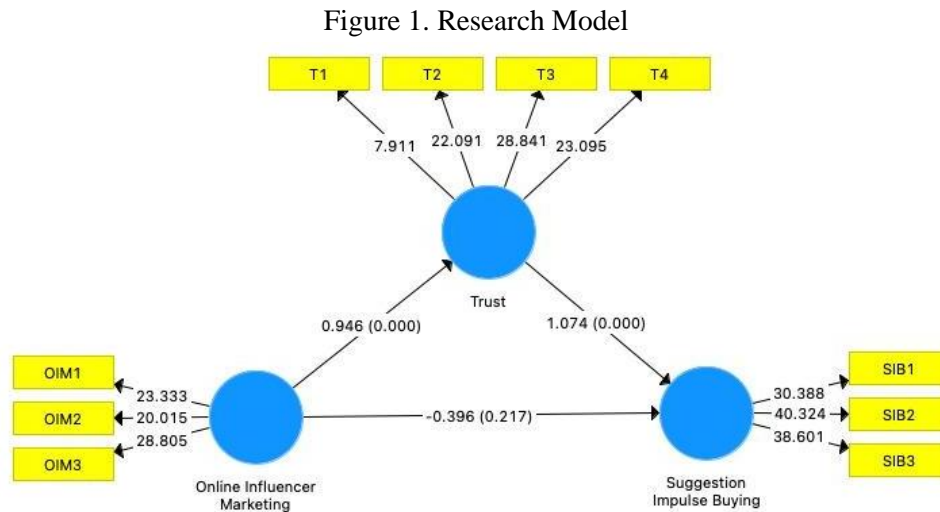 Figure 1. Research Model
T1
T2
T3
T4
7.911
22.091
28.841
23.095
Trust
0.946 (0.000)
1.074 (0.000)
OIM1
OIM2
OIM3
23.333
20.015
28.805
-0.396 (0.217)
30.388
40.324
38.601
SIB1
SIB2
SIB3
Online Influencer
Marketing
Suggestion
Impulse Buying